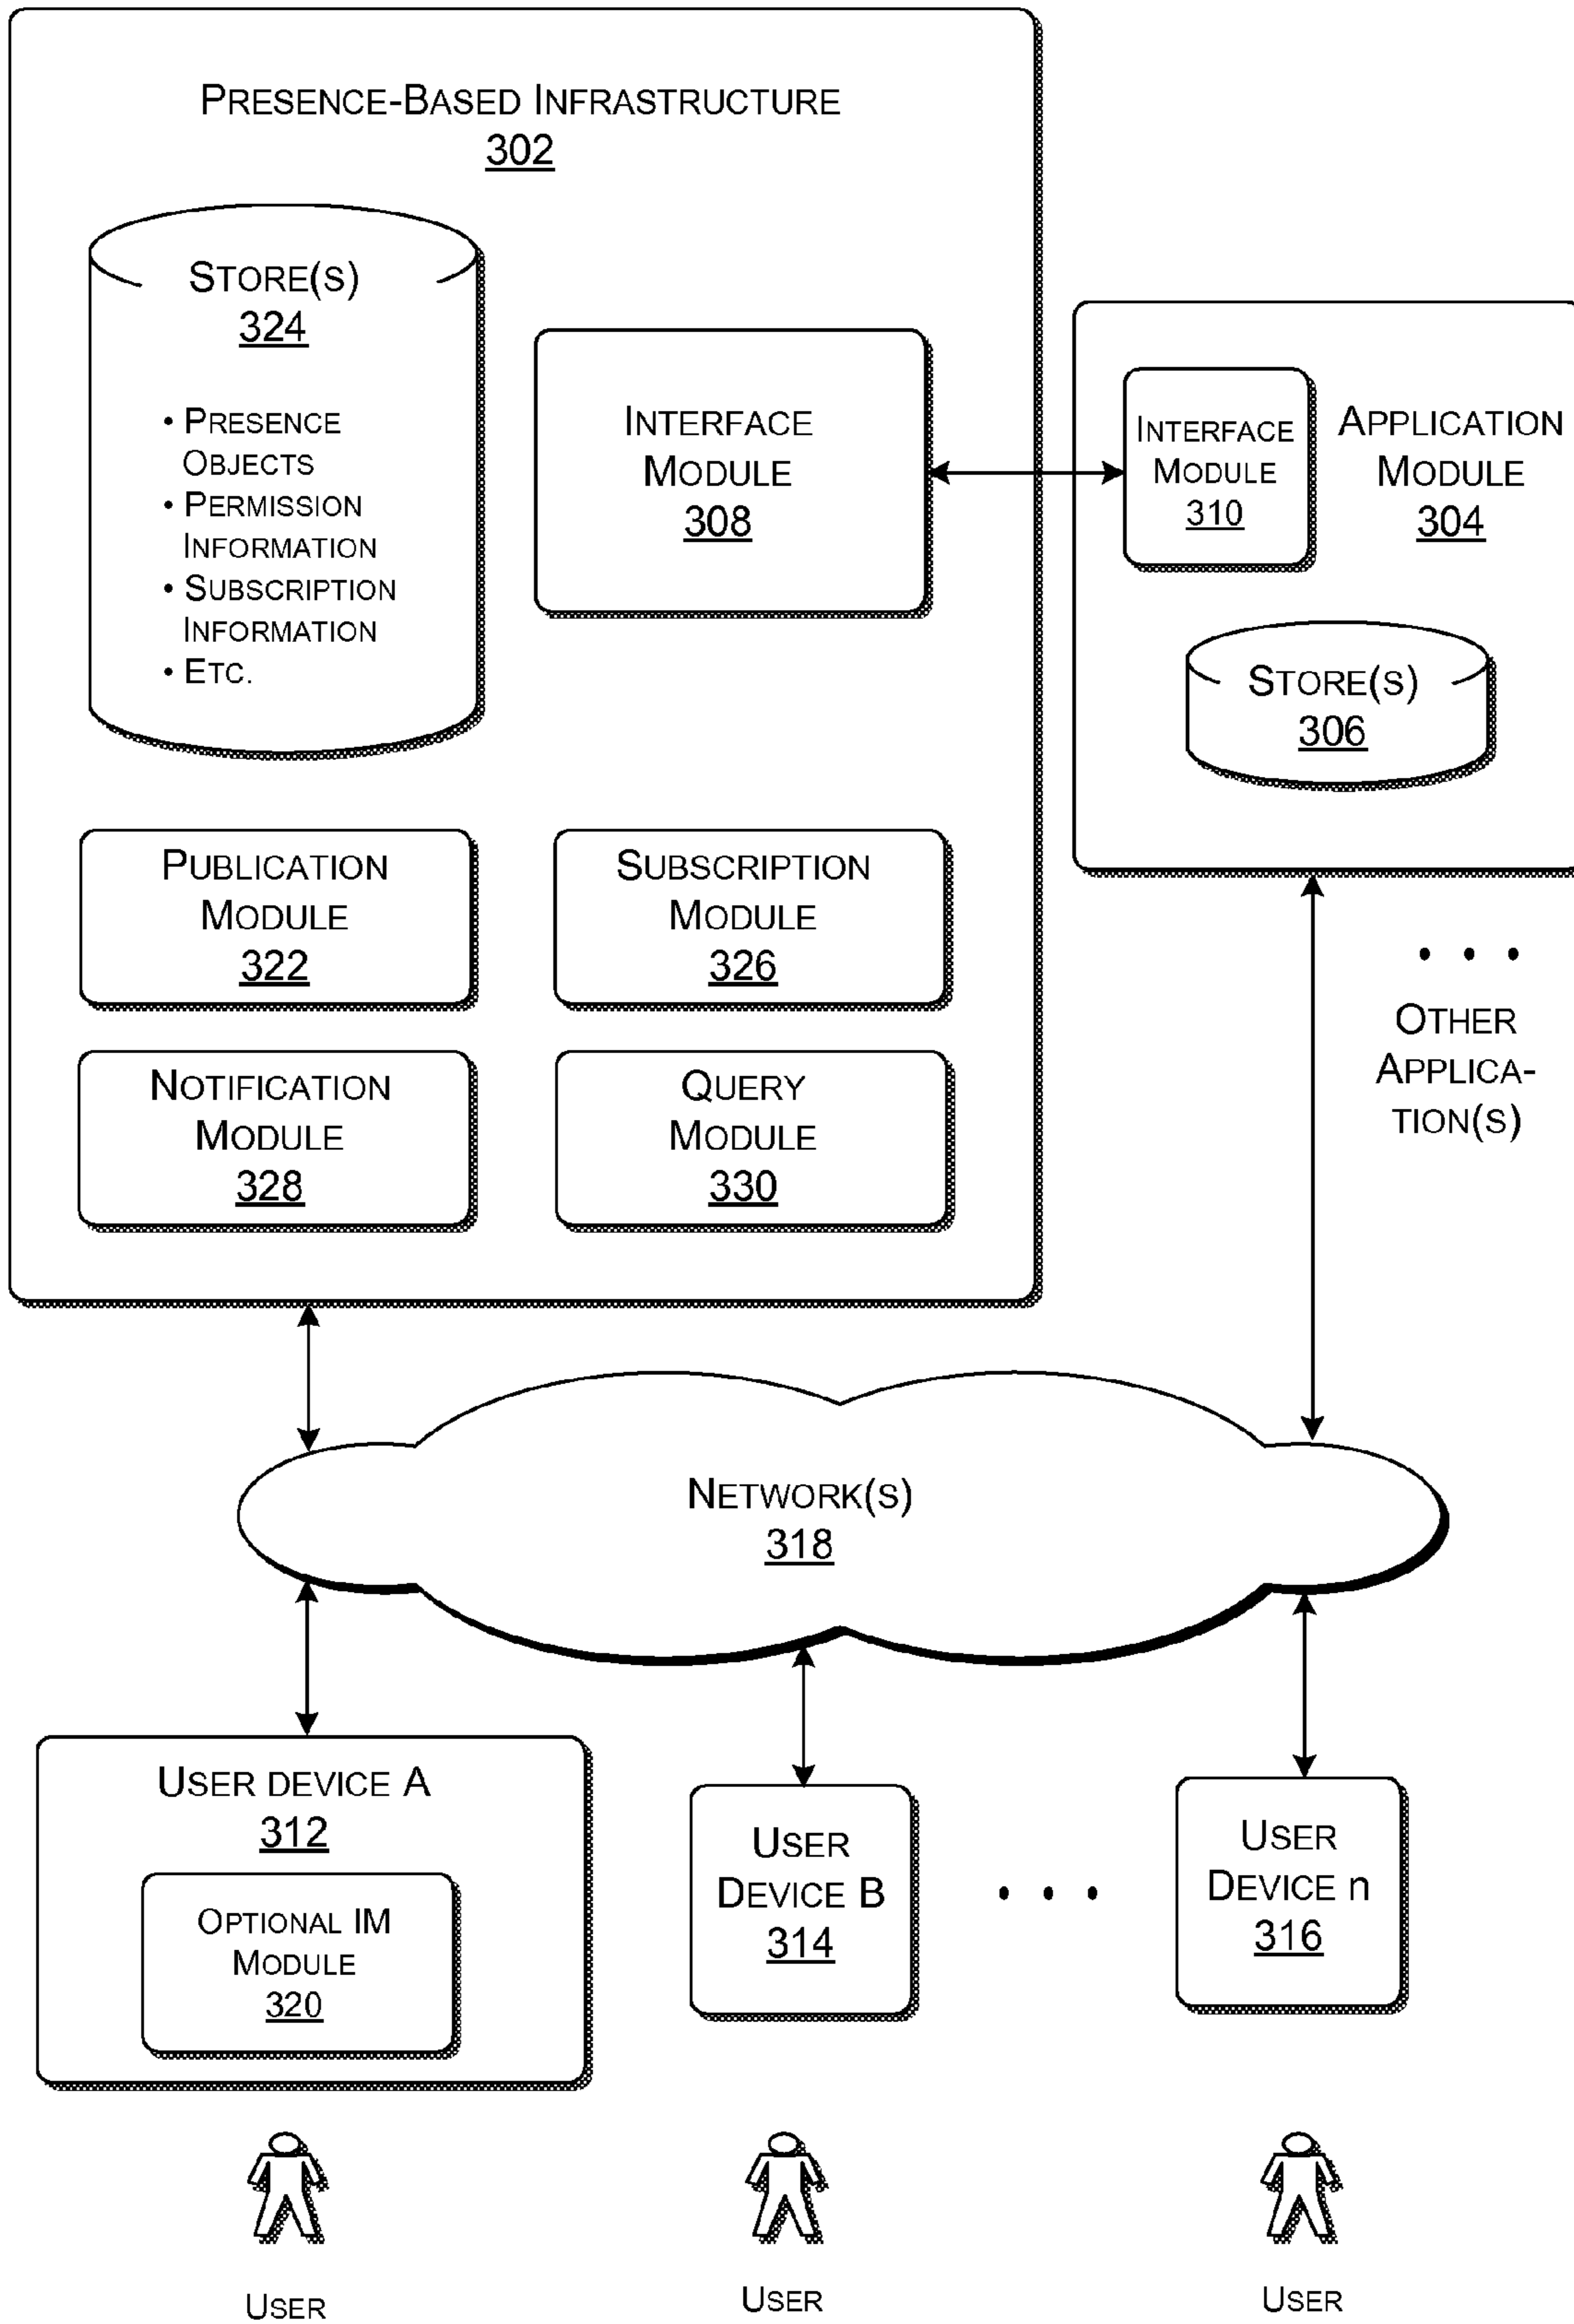 Presence-Based Infrastructure
302
Store(s)
324
• Presence
Objects
• Permission
Information
• Subscription
Information
• Etc.
Interface
Module
308
Interface
Module
310
Application
Module
304
Store(s)
306
Publication
Module
322
Subscription
Module
326
Notification
Module
328
Query
Module
330
• • •
Other
Applica-
tion(s)
Network(s)
318
User device A
312
Optional IM
Module
320
User
Device B
314
• • •
User
Device n
316
User
User
User